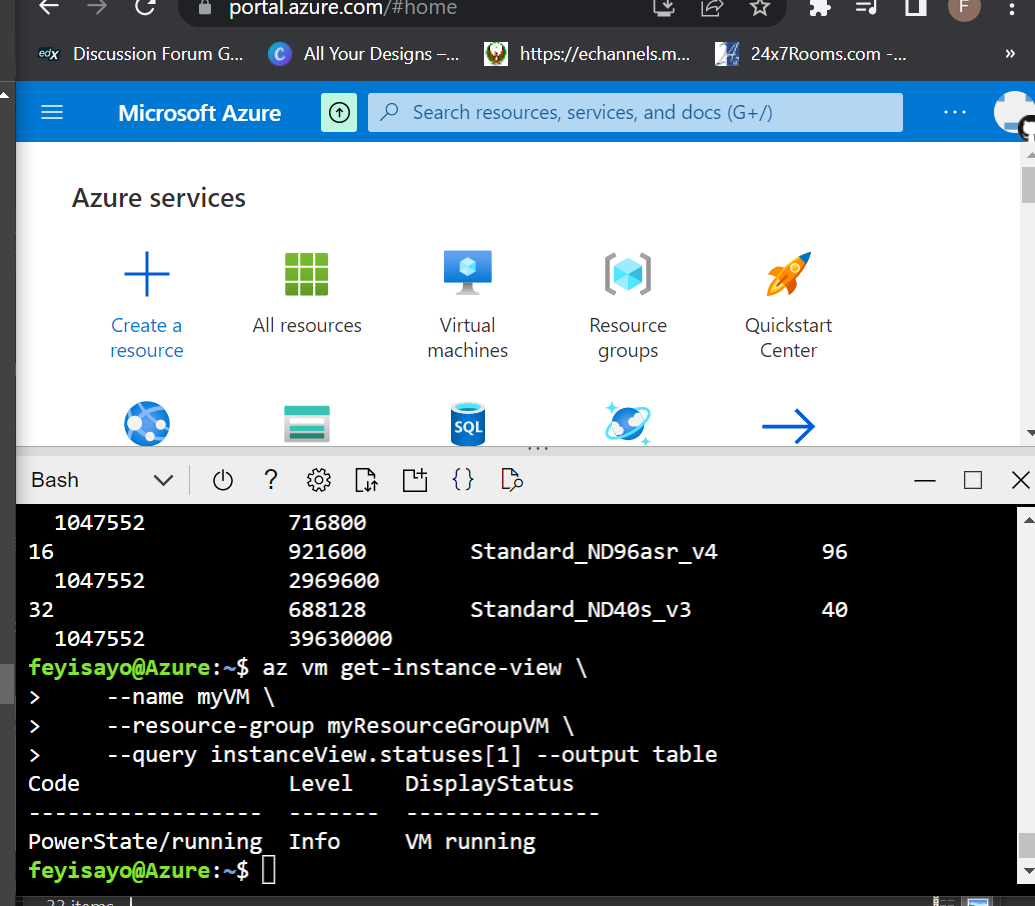 portal.azure.com/#home
edX Discussion Forum G... C All Your Designs –... https://echannels.m... 24x7Rooms.com -... »
F
Microsoft Azure Search resources, services, and docs (G+/) ...
Azure services
Create a resource
All resources
Virtual machines
Resource groups
Quickstart Center
SQL
Bash ? {}
1047552 716800
16 921600 Standard_ND96asr_v4 96
1047552 2969600
32 688128 Standard_ND40s_v3 40
1047552 39630000
feyisayo@Azure:~$ az vm get-instance-view \
> --name myVM \
> --resource-group myResourceGroupVM \
> --query instanceView.statuses[1] --output table
Code Level DisplayStatus
------------------ ------- ---------------
PowerState/running Info VM running
feyisayo@Azure:~$